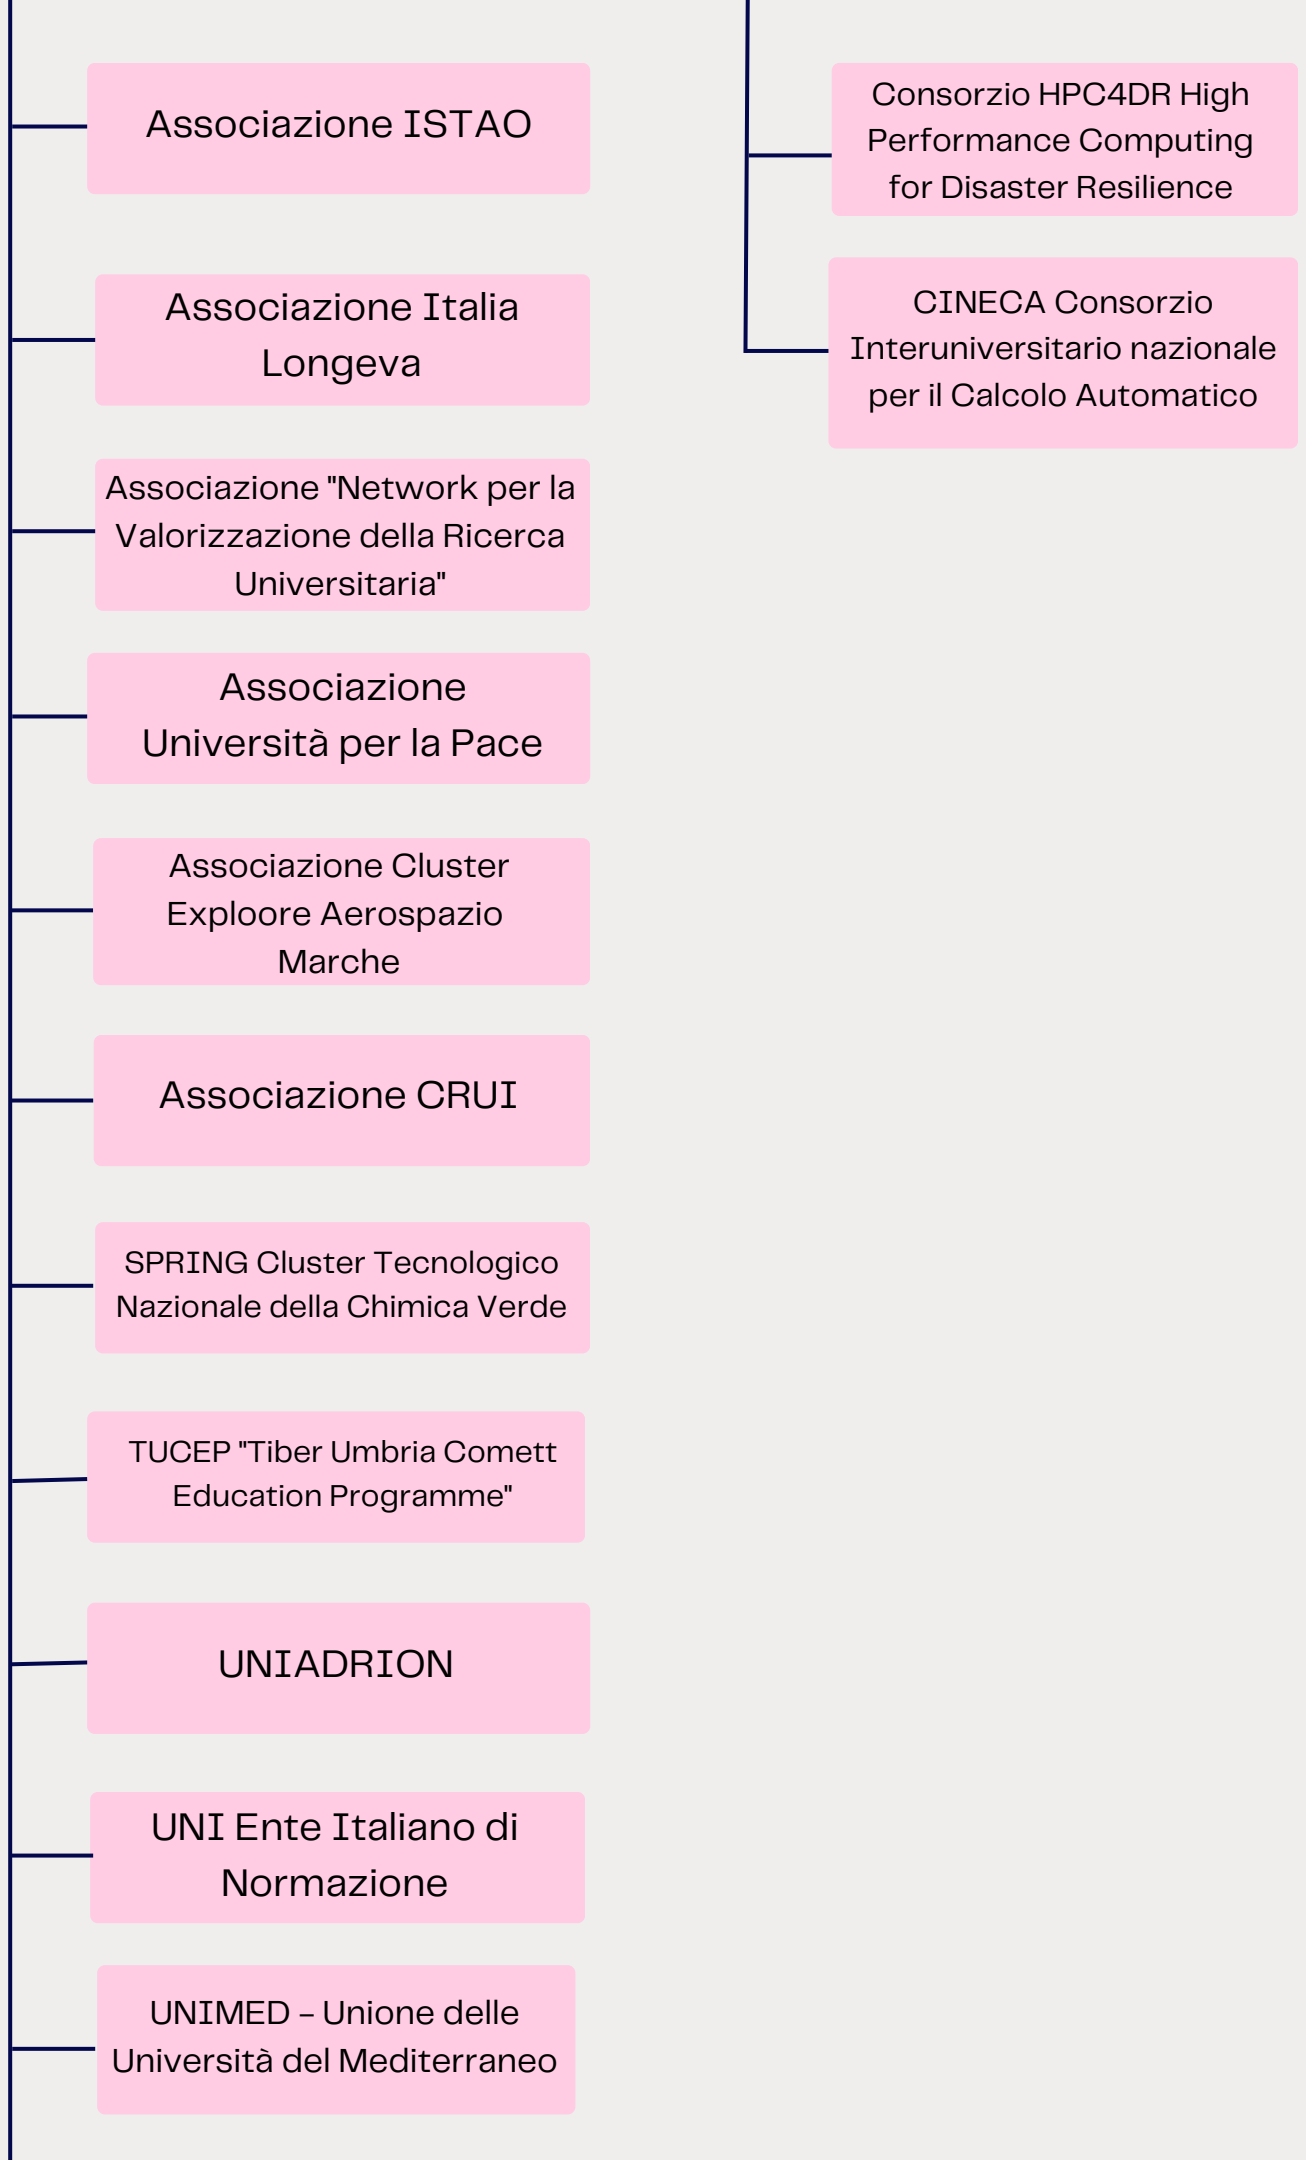 Associazione ISTAO
Associazione Italia
Longeva
Associazione "Network per la
Valorizzazione della Ricerca
Universitaria"
Associazione
Università per la Pace
Associazione Cluster
Exploore Aerospazio
Marche
Associazione CRUI
SPRING Cluster Tecnologico
Nazionale della Chimica Verde
TUCEP "Tiber Umbria Comett
Education Programme"
UNIADRION
UNI Ente Italiano di
Normazione
UNIMED – Unione delle
Università del Mediterraneo
Consorzio HPC4DR High
Performance Computing
for Disaster Resilience
CINECA Consorzio
Interuniversitario nazionale
per il Calcolo Automatico